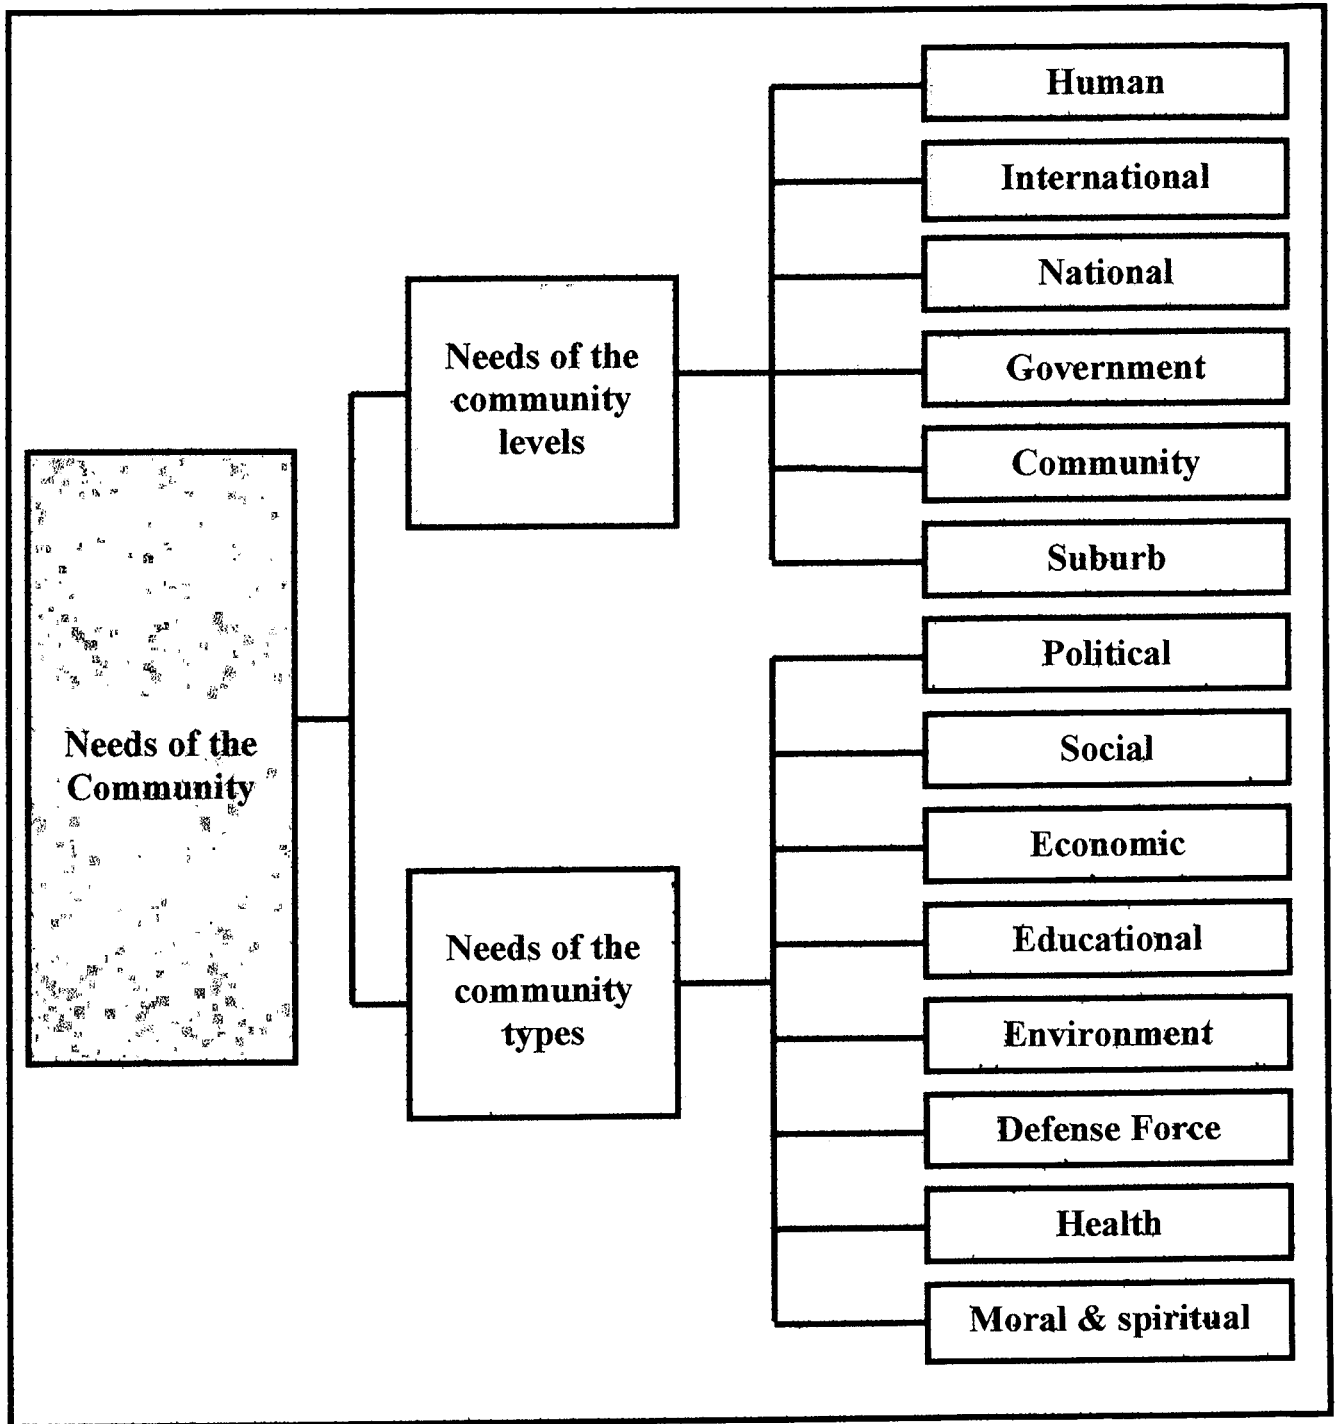 Needs of the
Community
Needs of the
community
levels
Human
International
National
Government
Community
Suburb
Needs of the
community
types
Political
Social
Economic
Educational
Environment
Defense Force
Health
Moral & spiritual